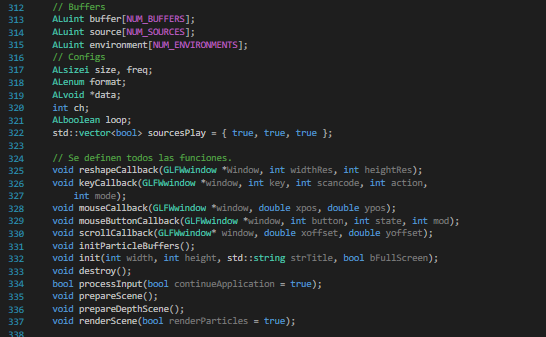 312 // Buffers
313 ALuint buffer[NUM_BUFFERS];
314 ALuint source[NUM_SOURCES];
315 ALuint environment[NUM_ENVIRONMENTS];
316 // Configs
317 ALsizei size, freq;
318 ALenum format;
319 ALvoid *data;
320 int ch;
321 ALboolean loop;
322 std::vector<bool> sourcesPlay = { true, true, true };
323
324 // Se definen todos las funciones.
325 void reshapeCallback(GLFWwindow *Window, int widthRes, int heightRes);
326 void keyCallback(GLFWwindow *window, int key, int scancode, int action,
327 int mode);
328 void mouseCallback(GLFWwindow *window, double xpos, double ypos);
329 void mouseButtonCallback(GLFWwindow *window, int button, int state, int mod);
330 void scrollCallback(GLFWwindow* window, double xoffset, double yoffset);
331 void initParticleBuffers();
332 void init(int width, int height, std::string strTitle, bool bFullScreen);
333 void destroy();
334 bool processInput(bool continueApplication = true);
335 void prepareScene();
336 void prepareDepthScene();
337 void renderScene(bool renderParticles = true);
338